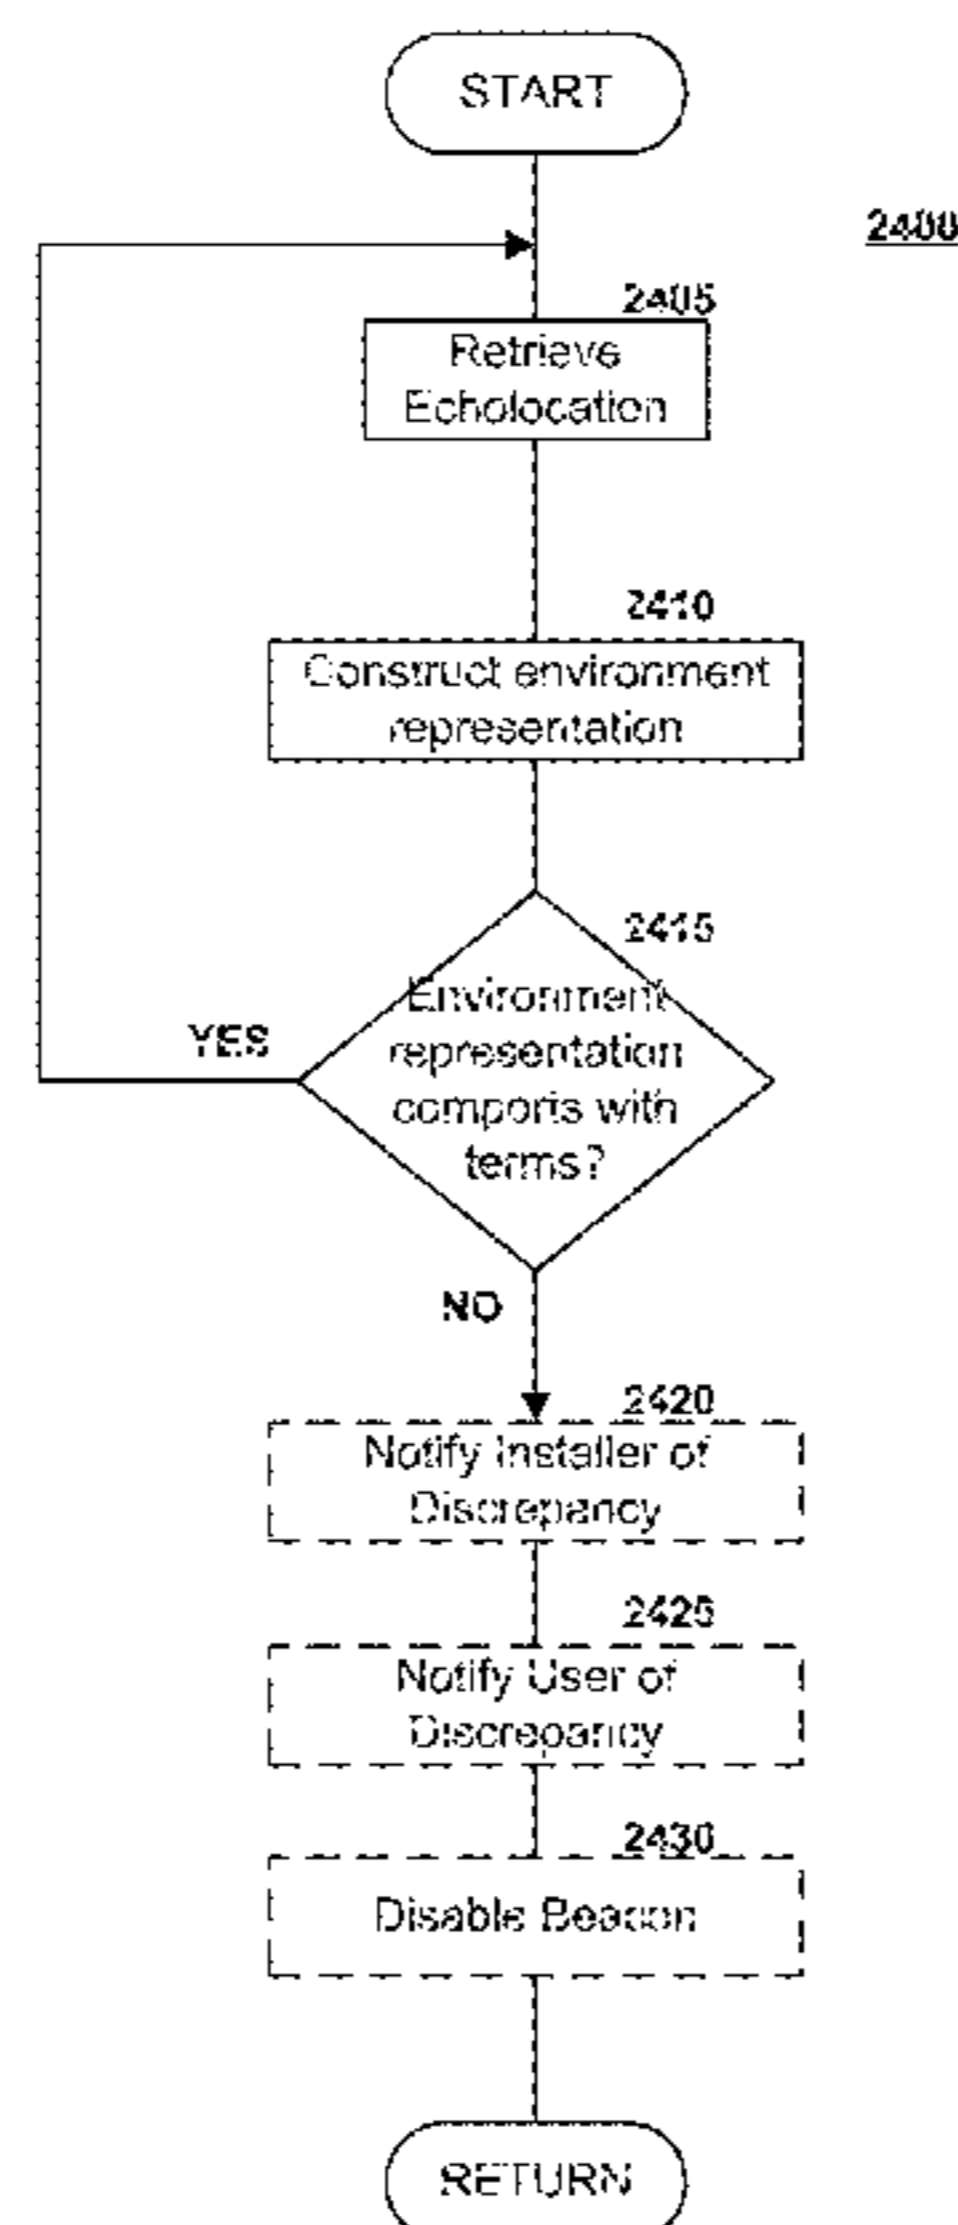 START
2400
2405
Retrieve
Echolocation
2410
Construct environment
representation
2415
Environment
representation
comports with
terms?
YES
NO
2420
Notify Installer of
Discrepancy
2425
Notify User of
Discrepancy
2430
Disable Beacon
RETURN